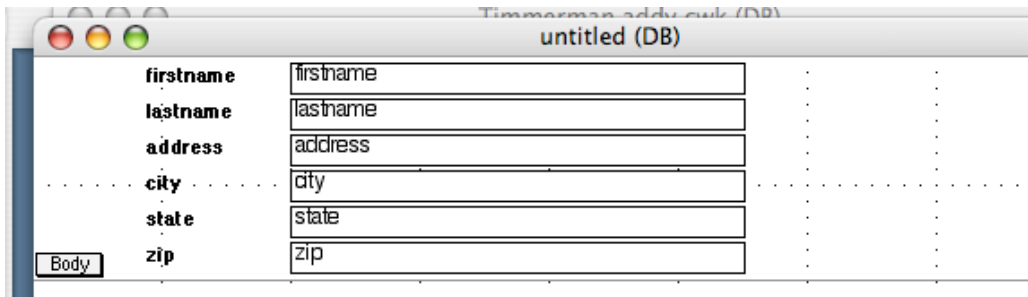 Timmerman addy.cwk (DB)
untitled (DB)
firstname firstname
lastname lastname
address address
city city
state state
zip zip
Body